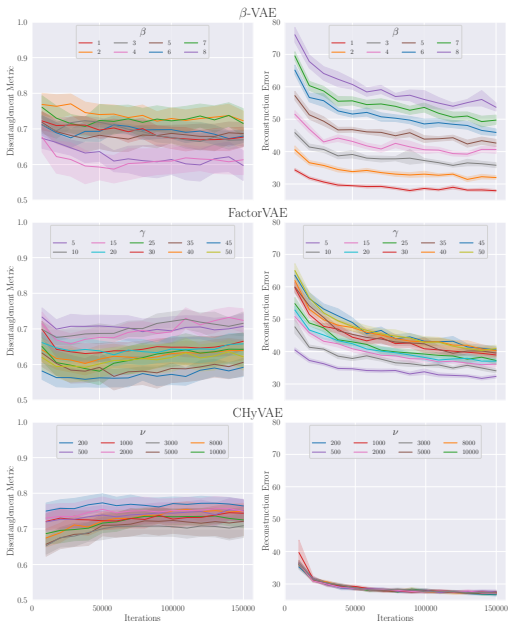 β-VAE
β
1 3 5 7
2 4 6 8
Disentanglement Metric
1.0
0.9
0.8
0.7
0.6
0.5
β
1 3 5 7
2 4 6 8
Reconstruction Error
80
70
60
50
40
30
FactorVAE
γ
5 15 25 35 45
10 20 30 40 50
Disentanglement Metric
1.0
0.9
0.8
0.7
0.6
0.5
γ
5 15 25 35 45
10 20 30 40 50
Reconstruction Error
80
70
60
50
40
30
CHyVAE
ν
200 1000 3000 8000
500 2000 5000 10000
Disentanglement Metric
1.0
0.9
0.8
0.7
0.6
0.5
0 50000 100000 150000
Iterations
ν
200 1000 3000 8000
500 2000 5000 10000
Reconstruction Error
80
70
60
50
40
30
0 50000 100000 150000
Iterations